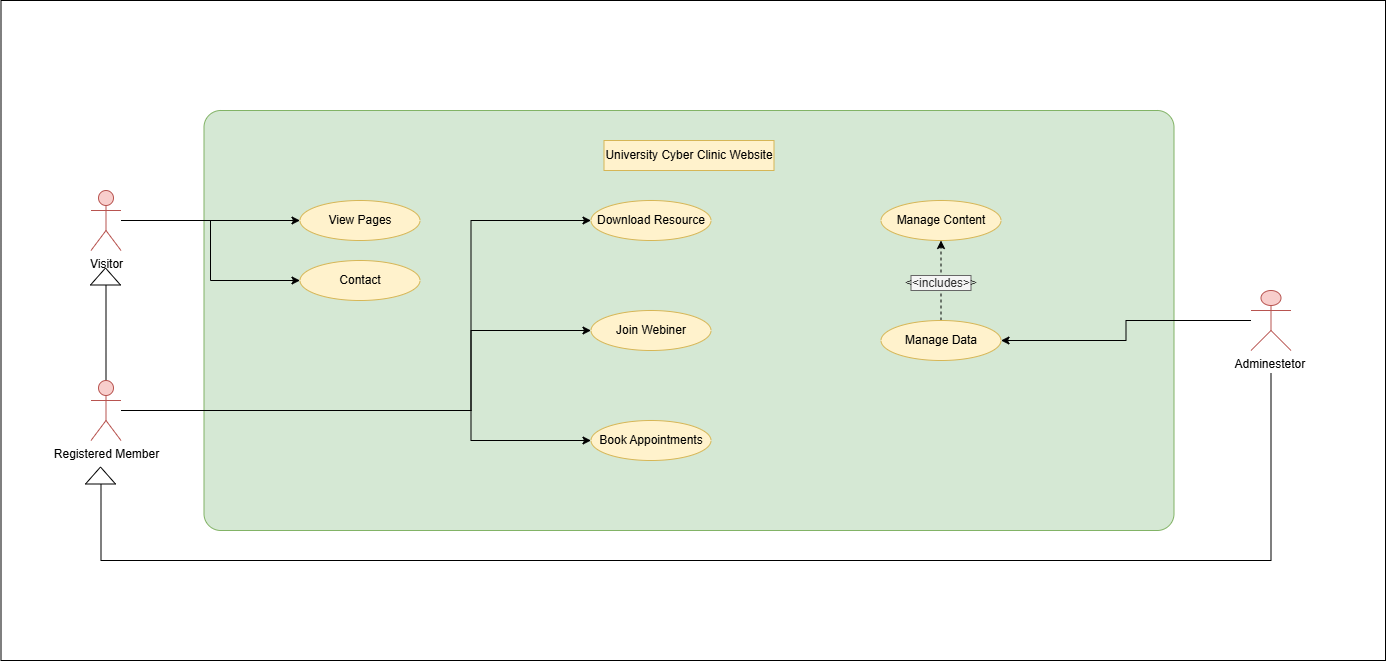 University Cyber Clinic Website
View Pages
Download Resource
Manage Content
Visitor
Contact
<<includes>>
Join Webiner
Manage Data
Adminestetor
Book Appointments
Registered Member